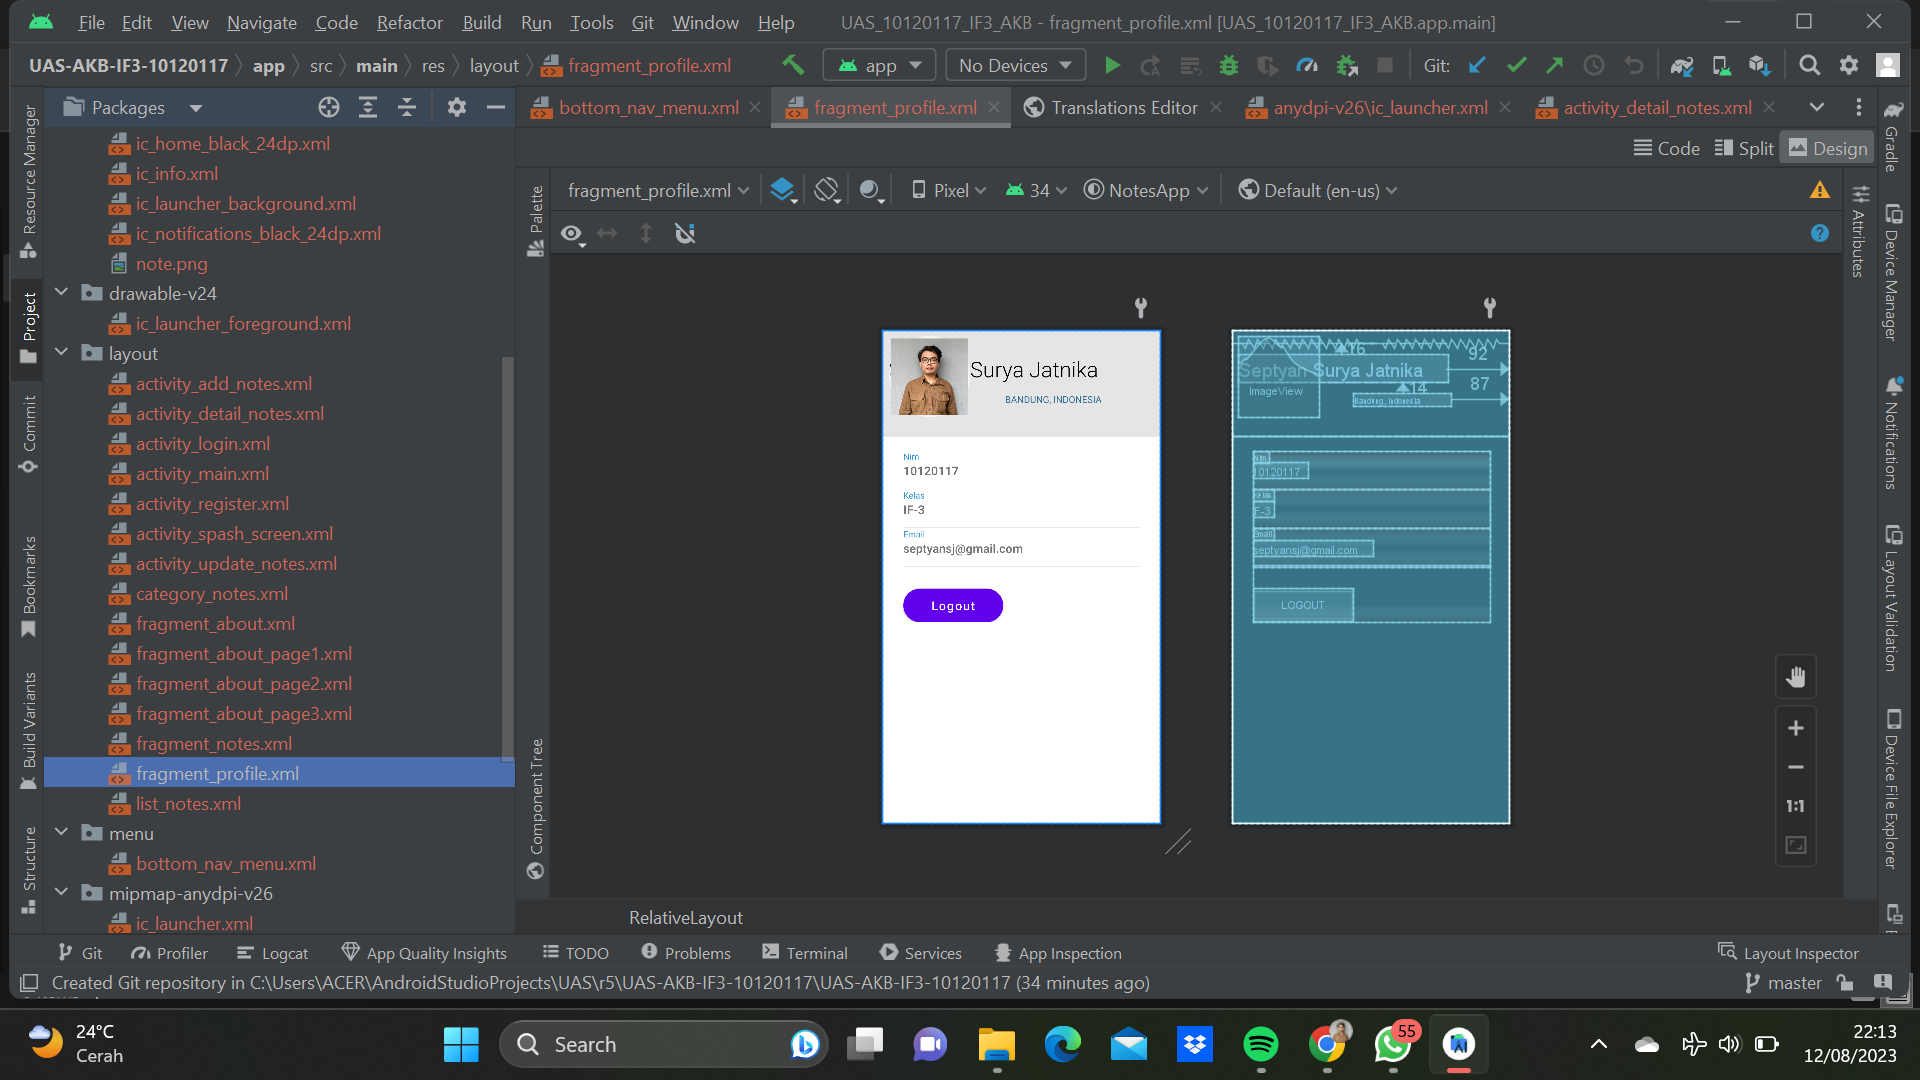 File Edit View Navigate Code Refactor Build Run Tools Git Window Help UAS_10120117_IF3_AKB - fragment_profile.xml [UAS_10120117_IF3_AKB.app.main]
UAS-AKB-IF3-10120117 app src main res layout fragment_profile.xml app No Devices Git:
Packages
bottom_nav_menu.xml fragment_profile.xml Translations Editor anydpi-v26\ic_launcher.xml activity_detail_notes.xml
Code Split Design
fragment_profile.xml Pixel 34 NotesApp Default (en-us)
Resource Manager
Project
Commit
Bookmarks
Build Variants
Structure
ic_home_black_24dp.xml
ic_info.xml
ic_launcher_background.xml
ic_notifications_black_24dp.xml
note.png
drawable-v24
ic_launcher_foreground.xml
layout
activity_add_notes.xml
activity_detail_notes.xml
activity_login.xml
activity_main.xml
activity_register.xml
activity_spash_screen.xml
activity_update_notes.xml
category_notes.xml
fragment_about.xml
fragment_about_page1.xml
fragment_about_page2.xml
fragment_about_page3.xml
fragment_notes.xml
fragment_profile.xml
list_notes.xml
menu
bottom_nav_menu.xml
mipmap-anydpi-v26
ic_launcher.xml
Palette
Component Tree
Surya Jatnika
BANDUNG, INDONESIA
Nim
10120117
Kelas
IF-3
Email
septyansj@gmail.com
Logout
16 92
Septyan Surya Jatnika
14 87
ImageView
Bandung, Indonesia
Nim
10120117
Kelas
IF-3
Email
septyansj@gmail.com
LOGOUT
1:1
Attributes
Gradle
Device Manager
Notifications
Layout Validation
Device File Explorer
RelativeLayout
Git Profiler Logcat App Quality Insights TODO Problems Terminal Services App Inspection Layout Inspector
Created Git repository in C:\Users\ACER\AndroidStudioProjects\UAS\r5\UAS-AKB-IF3-10120117\UAS-AKB-IF3-10120117 (34 minutes ago) master
24°C
Cerah
Search
55
22:13
12/08/2023